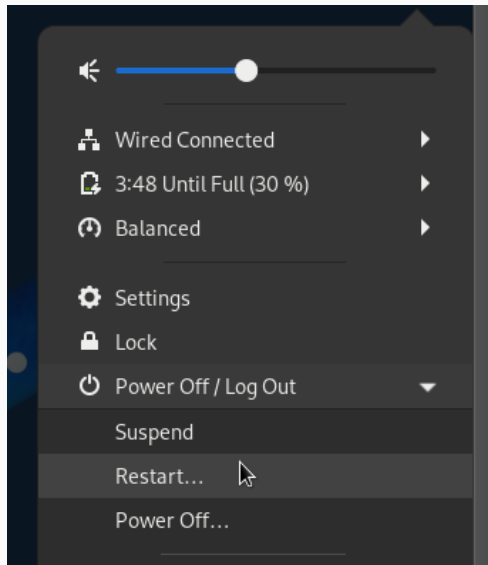 Wired Connected
3:48 Until Full (30 %)
Balanced
Settings
Lock
Power Off / Log Out
Suspend
Restart…
Power Off…